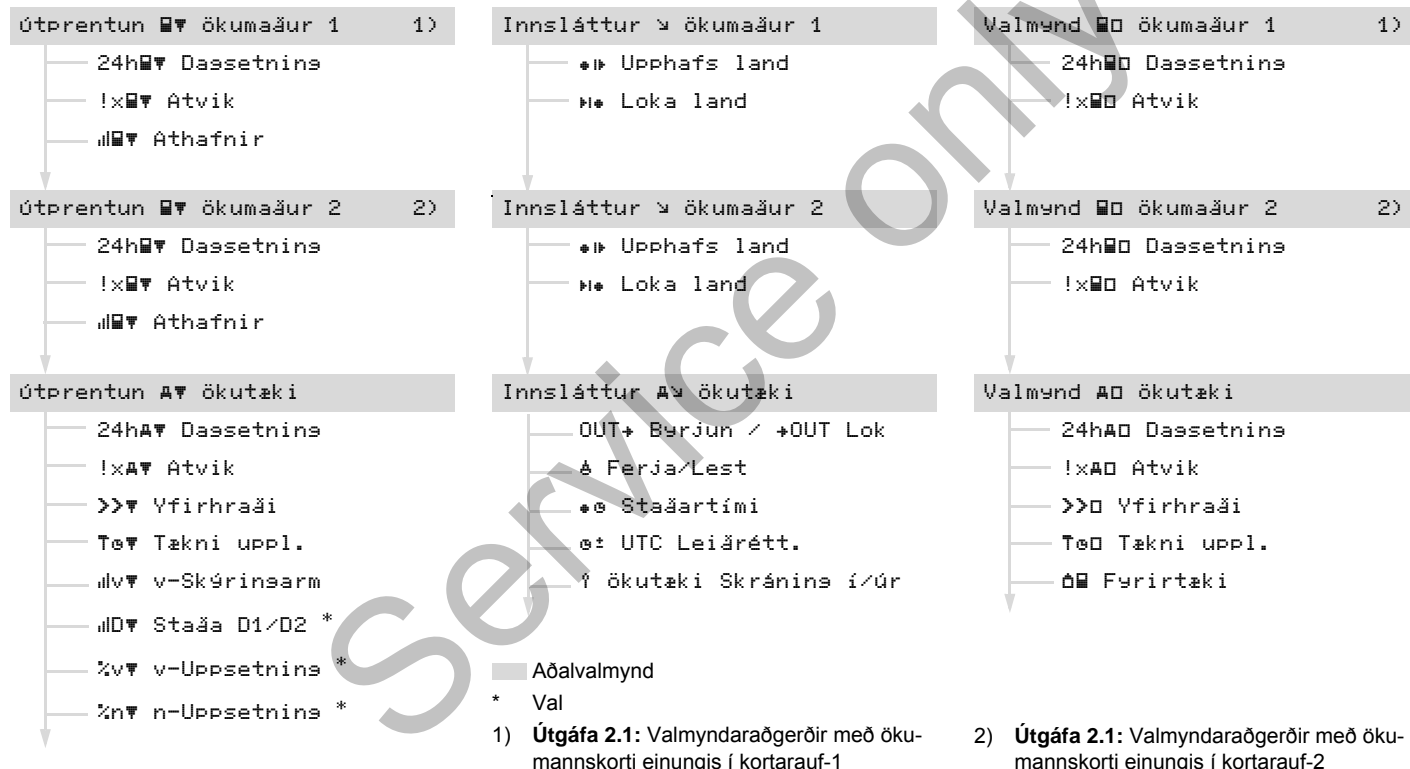 útprentun ökumaður 1 1)
24h Dagsetning
!x Atvik
Athafnir
útprentun ökumaður 2 2)
24h Dagsetning
!x Atvik
Athafnir
útprentun ökutæki
24h Dagsetning
!x Atvik
>> Yfirhraði
Tækni uppl.
v v-Skýringarm
D Staða D1/D2 *
%v v-Uppsetning *
%n n-Uppsetning *
Innsláttur ökumaður 1
Upphafs land
Loka land
Innsláttur ökumaður 2
Upphafs land
Loka land
Innsláttur ökutæki
OUT Byrjun / OUT Lok
Ferja/Lest
Staðartími
UTC Leiðrétt.
ökutæki Skráning í/úr
Valmynd ökumaður 1 1)
24h Dagsetning
!x Atvik
Valmynd ökumaður 2 2)
24h Dagsetning
!x Atvik
Valmynd ökutæki
24h Dagsetning
!x Atvik
>> Yfirhraði
Tækni uppl.
Fyrirtæki
Aðalvalmynd
* Val
1) Útgáfa 2.1: Valmyndaraðgerðir með öku-
mannskorti einungis í kortarauf-1
2) Útgáfa 2.1: Valmyndaraðgerðir með öku-
mannskorti einungis í kortarauf-2
Service only